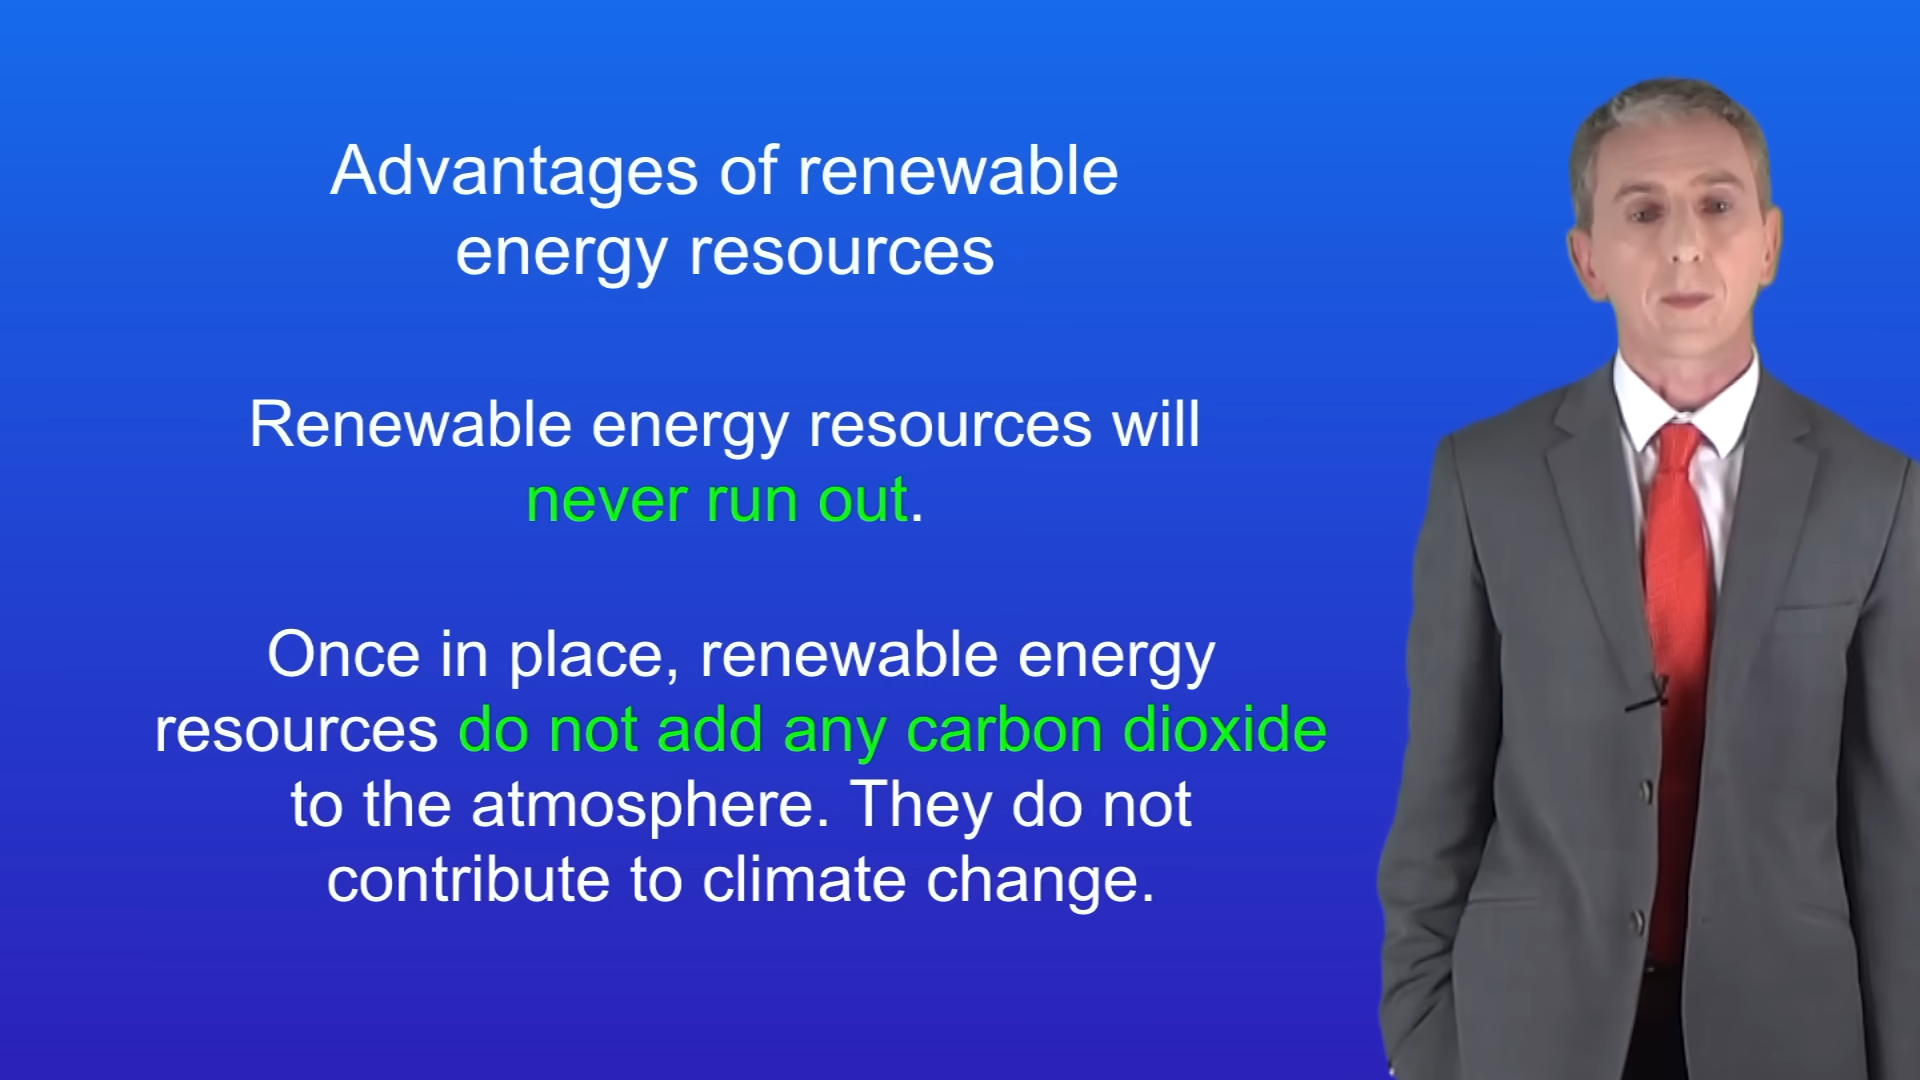 Advantages of renewable
energy resources
Renewable energy resources will
never run out.
Once in place, renewable energy
resources do not add any carbon dioxide
to the atmosphere. They do not
contribute to climate change.